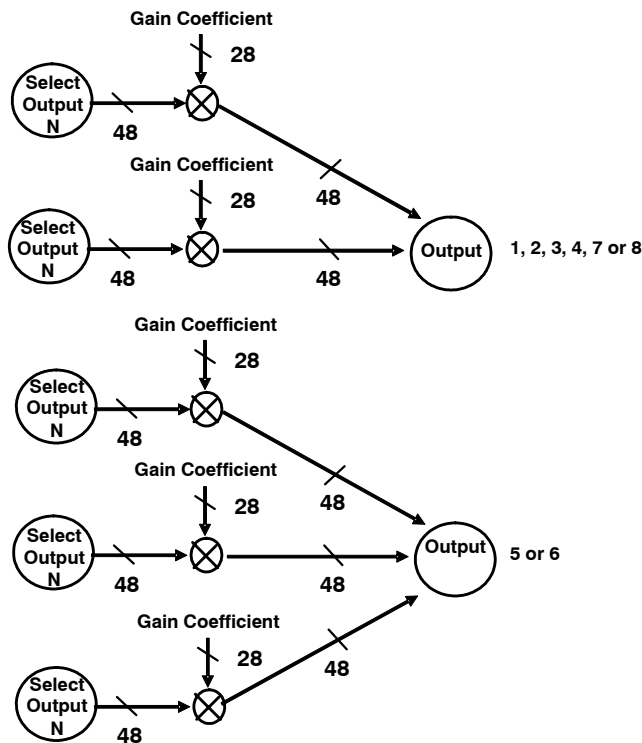 Gain Coefficient
28
Select
Output
N
48
48
Gain Coefficient
28
Select
Output
N
48
48
Output
1, 2, 3, 4, 7 or 8
Gain Coefficient
28
Select
Output
N
48
48
Gain Coefficient
28
Select
Output
N
48
48
Output
5 or 6
Gain Coefficient
28
Select
Output
N
48
48